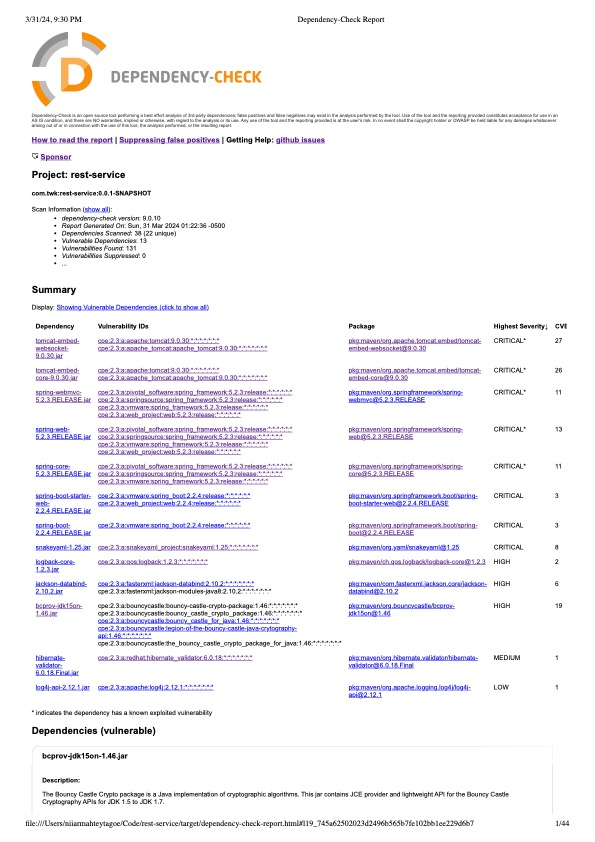 3/31/24, 9:30 PM Dependency-Check Report
DEPENDENCY-CHECK
Dependency-Check is an open source tool performing a best effort analysis of 3rd party dependencies; false positives and false negatives may exist in the analysis performed by the tool. Use of the tool and the reporting provided constitutes acceptance for use in an
AS IS condition, and there are NO warranties, implied or otherwise, with regard to the analysis or its use. Any use of the tool and the reporting provided is at the user's risk. In no event shall the copyright holder or OWASP be held liable for any damages whatsoever
arising out of or in connection with the use of this tool, the analysis performed, or the resulting report.
How to read the report | Suppressing false positives | Getting Help: github issues
Sponsor
Project: rest-service
com.twk:rest-service:0.0.1-SNAPSHOT
Scan Information (show all):
• dependency-check version: 9.0.10
• Report Generated On: Sun, 31 Mar 2024 01:22:36 -0500
• Dependencies Scanned: 38 (22 unique)
• Vulnerable Dependencies: 13
• Vulnerabilities Found: 131
• Vulnerabilities Suppressed: 0
• ...
Summary
Display: Showing Vulnerable Dependencies (click to show all)
Dependency Vulnerability IDs Package Highest Severity↓ CVE
tomcat-embed- cpe:2.3:a:apache:tomcat:9.0.30:*:*:*:*:*:*:* pkg:maven/org.apache.tomcat.embed/tomcat- CRITICAL* 27
websocket- cpe:2.3:a:apache_tomcat:apache_tomcat:9.0.30:*:*:*:*:*:*:* embed-websocket@9.0.30
9.0.30.jar
tomcat-embed- cpe:2.3:a:apache:tomcat:9.0.30:*:*:*:*:*:*:* pkg:maven/org.apache.tomcat.embed/tomcat- CRITICAL* 26
core-9.0.30.jar cpe:2.3:a:apache_tomcat:apache_tomcat:9.0.30:*:*:*:*:*:*:* embed-core@9.0.30
spring-webmvc- cpe:2.3:a:pivotal_software:spring_framework:5.2.3:release:*:*:*:*:*:* pkg:maven/org.springframework/spring- CRITICAL* 11
5.2.3.RELEASE.jar cpe:2.3:a:springsource:spring_framework:5.2.3:release:*:*:*:*:*:* webmvc@5.2.3.RELEASE
cpe:2.3:a:vmware:spring_framework:5.2.3:release:*:*:*:*:*:*
cpe:2.3:a:web_project:web:5.2.3:release:*:*:*:*:*:*
spring-web- cpe:2.3:a:pivotal_software:spring_framework:5.2.3:release:*:*:*:*:*:* pkg:maven/org.springframework/spring- CRITICAL* 13
5.2.3.RELEASE.jar cpe:2.3:a:springsource:spring_framework:5.2.3:release:*:*:*:*:*:* web@5.2.3.RELEASE
cpe:2.3:a:vmware:spring_framework:5.2.3:release:*:*:*:*:*:*
cpe:2.3:a:web_project:web:5.2.3:release:*:*:*:*:*:*
spring-core- cpe:2.3:a:pivotal_software:spring_framework:5.2.3:release:*:*:*:*:*:* pkg:maven/org.springframework/spring- CRITICAL* 11
5.2.3.RELEASE.jar cpe:2.3:a:springsource:spring_framework:5.2.3:release:*:*:*:*:*:* core@5.2.3.RELEASE
cpe:2.3:a:vmware:spring_framework:5.2.3:release:*:*:*:*:*:*
spring-boot-starter- cpe:2.3:a:vmware:spring_boot:2.2.4:release:*:*:*:*:*:* pkg:maven/org.springframework.boot/spring- CRITICAL 3
web- cpe:2.3:a:web_project:web:2.2.4:release:*:*:*:*:*:* boot-starter-web@2.2.4.RELEASE
2.2.4.RELEASE.jar
spring-boot- cpe:2.3:a:vmware:spring_boot:2.2.4:release:*:*:*:*:*:* pkg:maven/org.springframework.boot/spring- CRITICAL 3
2.2.4.RELEASE.jar boot@2.2.4.RELEASE
snakeyaml-1.25.jar cpe:2.3:a:snakeyaml_project:snakeyaml:1.25:*:*:*:*:*:*:* pkg:maven/org.yaml/snakeyaml@1.25 CRITICAL 8
logback-core- cpe:2.3:a:qos:logback:1.2.3:*:*:*:*:*:*:* pkg:maven/ch.qos.logback/logback-core@1.2.3 HIGH 2
1.2.3.jar
jackson-databind- cpe:2.3:a:fasterxml:jackson-databind:2.10.2:*:*:*:*:*:*:* pkg:maven/com.fasterxml.jackson.core/jackson- HIGH 6
2.10.2.jar cpe:2.3:a:fasterxml:jackson-modules-java8:2.10.2:*:*:*:*:*:*:* databind@2.10.2
bcprov-jdk15on- cpe:2.3:a:bouncycastle:bouncy-castle-crypto-package:1.46:*:*:*:*:*:*:* pkg:maven/org.bouncycastle/bcprov- HIGH 19
1.46.jar cpe:2.3:a:bouncycastle:bouncy_castle_crypto_package:1.46:*:*:*:*:*:*:* jdk15on@1.46
cpe:2.3:a:bouncycastle:bouncy_castle_for_java:1.46:*:*:*:*:*:*:*
cpe:2.3:a:bouncycastle:legion-of-the-bouncy-castle-java-crytography-
api:1.46:*:*:*:*:*:*:*
cpe:2.3:a:bouncycastle:the_bouncy_castle_crypto_package_for_java:1.46:*:*:*:*:*:*:*
hibernate- cpe:2.3:a:redhat:hibernate_validator:6.0.18:*:*:*:*:*:*:* pkg:maven/org.hibernate.validator/hibernate- MEDIUM 1
validator- validator@6.0.18.Final
6.0.18.Final.jar
log4j-api-2.12.1.jar cpe:2.3:a:apache:log4j:2.12.1:*:*:*:*:*:*:* pkg:maven/org.apache.logging.log4j/log4j- LOW 1
api@2.12.1
* indicates the dependency has a known exploited vulnerability
Dependencies (vulnerable)
bcprov-jdk15on-1.46.jar
Description:
The Bouncy Castle Crypto package is a Java implementation of cryptographic algorithms. This jar contains JCE provider and lightweight API for the Bouncy Castle
Cryptography APIs for JDK 1.5 to JDK 1.7.
file:///Users/niiarmahteytagoe/Code/rest-service/target/dependency-check-report.html#l19_745a62502023d2496b565b7fe102bb1ee229d6b7 1/44